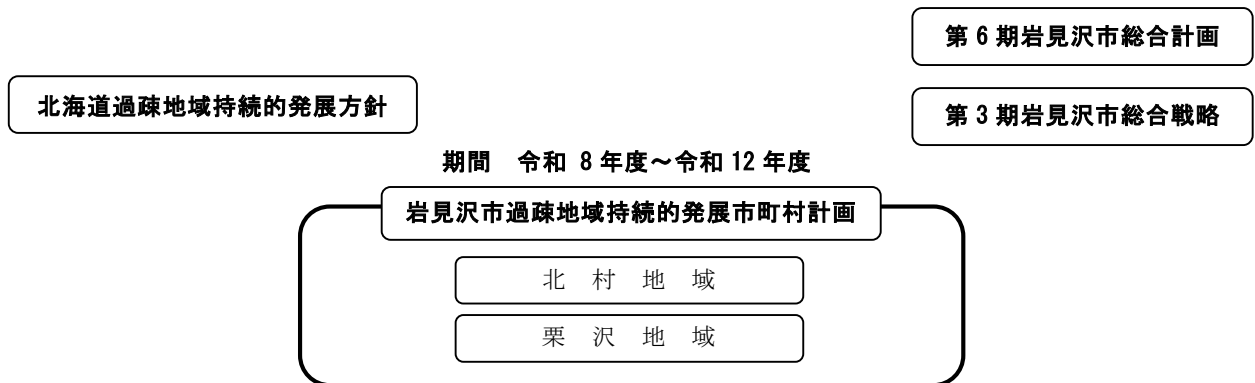 第6期岩見沢市総合計画
北海道過疎地域持続的発展方針
第3期岩見沢市総合戦略
期間　令和 8年度～令和12年度
岩見沢市過疎地域持続的発展市町村計画
北　村　地　域
栗　沢　地　域